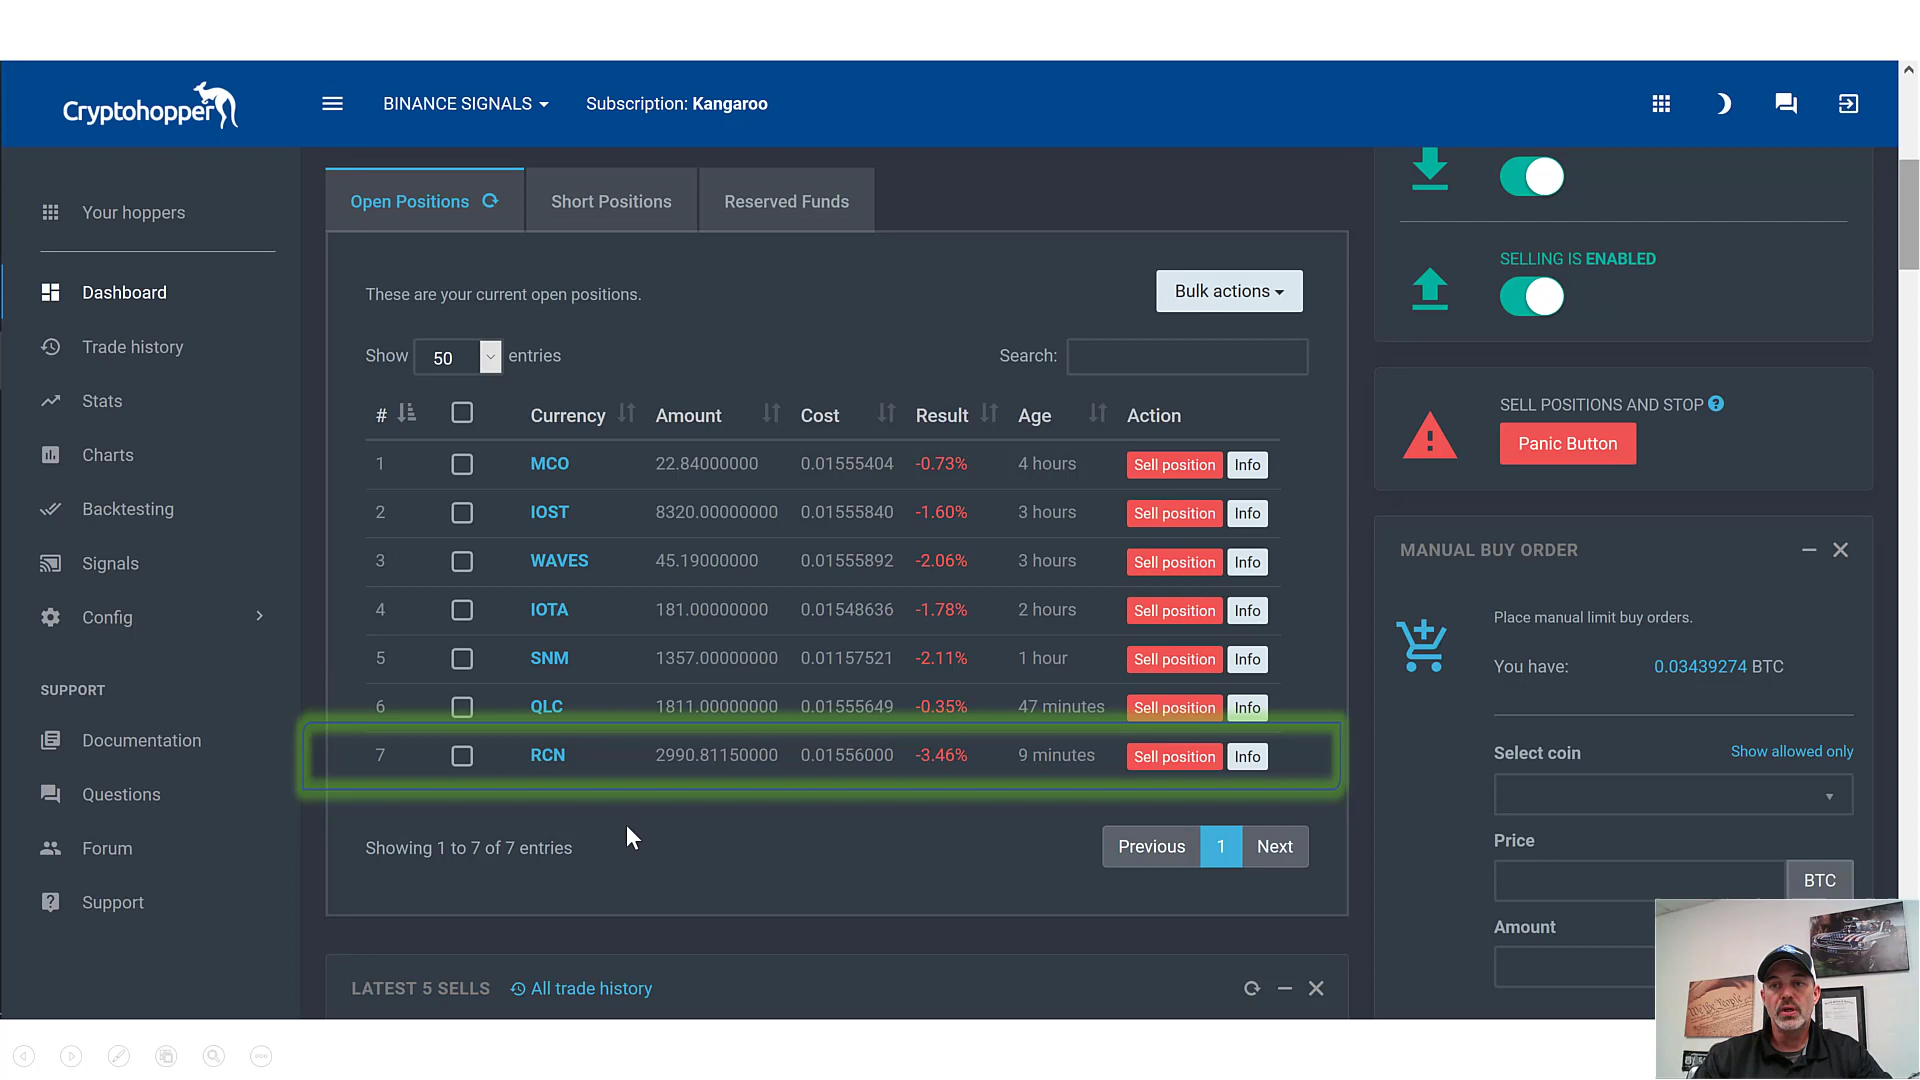 Cryptohopper
BINANCE SIGNALS
Subscription: Kangaroo
Your hoppers
Dashboard
Trade history
Stats
Charts
Backtesting
Signals
Config
SUPPORT
Documentation
Questions
Forum
Support
Open Positions
Short Positions
Reserved Funds
These are your current open positions.
Bulk actions
Show 50 entries
Search:
# Currency Amount Cost Result Age Action
1 MCO 22.84000000 0.01555404 -0.73% 4 hours Sell position Info
2 IOST 8320.00000000 0.01555840 -1.60% 3 hours Sell position Info
3 WAVES 45.19000000 0.01555892 -2.06% 3 hours Sell position Info
4 IOTA 181.00000000 0.01548636 -1.78% 2 hours Sell position Info
5 SNM 1357.00000000 0.01157521 -2.11% 1 hour Sell position Info
6 QLC 1811.00000000 0.01555649 -0.35% 47 minutes Sell position Info
7 RCN 2990.81150000 0.01556000 -3.46% 9 minutes Sell position Info
Showing 1 to 7 of 7 entries
Previous 1 Next
LATEST 5 SELLS All trade history
SELLING IS ENABLED
SELL POSITIONS AND STOP
Panic Button
MANUAL BUY ORDER
Place manual limit buy orders.
You have: 0.03439274 BTC
Select coin Show allowed only
Price
BTC
Amount
We the People